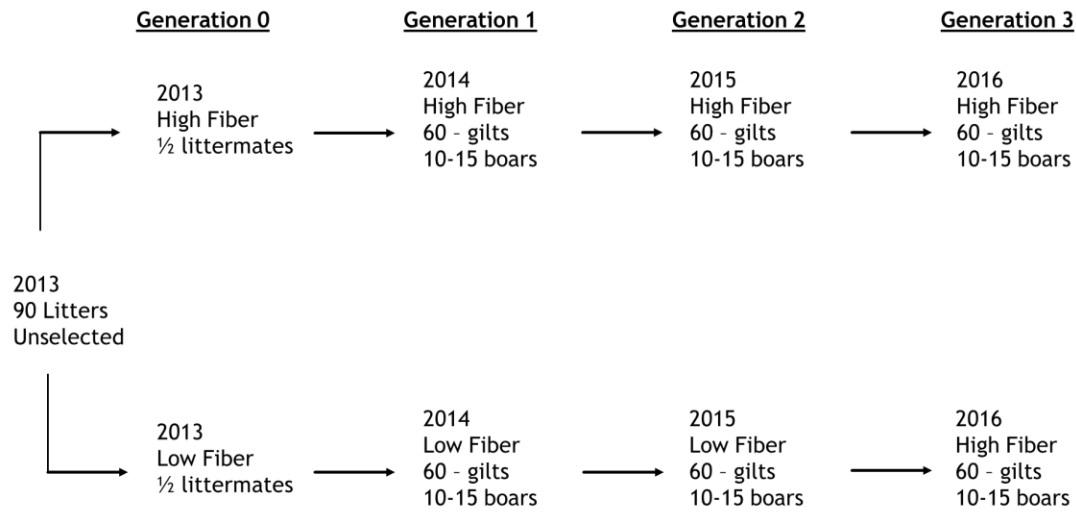 Generation 0
Generation 1
Generation 2
Generation 3
2013
High Fiber
½ littermates
2014
High Fiber
60 – gilts
10-15 boars
2015
High Fiber
60 – gilts
10-15 boars
2016
High Fiber
60 – gilts
10-15 boars
2013
90 Litters
Unselected
2013
Low Fiber
½ littermates
2014
Low Fiber
60 – gilts
10-15 boars
2015
Low Fiber
60 – gilts
10-15 boars
2016
High Fiber
60 – gilts
10-15 boars